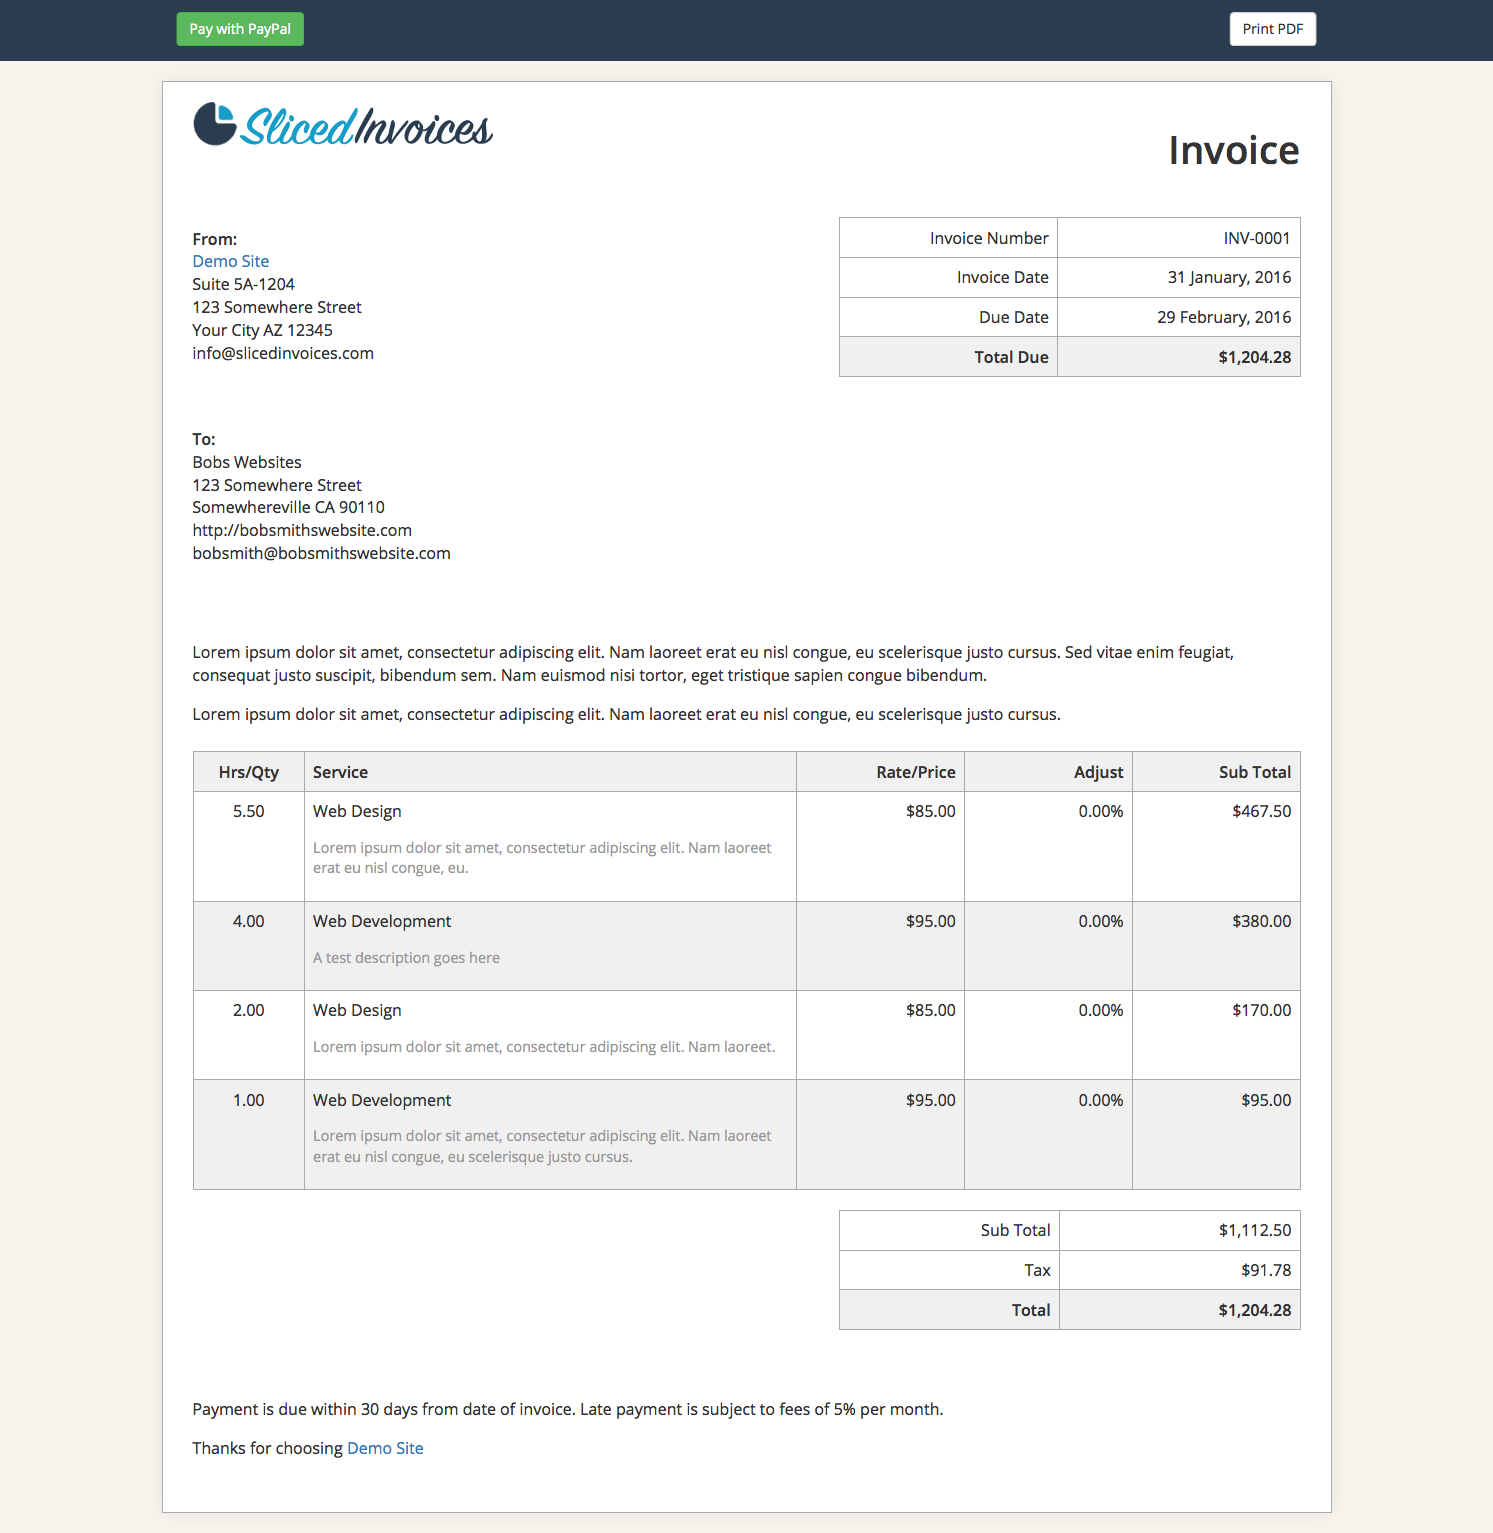 Pay with PayPal
Print PDF
SlicedInvoices
Invoice
From:
Demo Site
Suite 5A-1204
123 Somewhere Street
Your City AZ 12345
info@slicedinvoices.com
Invoice Number INV-0001
Invoice Date 31 January, 2016
Due Date 29 February, 2016
Total Due $1,204.28
To:
Bobs Websites
123 Somewhere Street
Somewhereville CA 90110
http://bobsmithswebsite.com
bobsmith@bobsmithswebsite.com
Lorem ipsum dolor sit amet, consectetur adipiscing elit. Nam laoreet erat eu nisl congue, eu scelerisque justo cursus. Sed vitae enim feugiat,
consequat justo suscipit, bibendum sem. Nam euismod nisi tortor, eget tristique sapien congue bibendum.
Lorem ipsum dolor sit amet, consectetur adipiscing elit. Nam laoreet erat eu nisl congue, eu scelerisque justo cursus.
Hrs/Qty Service Rate/Price Adjust Sub Total
5.50 Web Design $85.00 0.00% $467.50
Lorem ipsum dolor sit amet, consectetur adipiscing elit. Nam laoreet
erat eu nisl congue, eu.
4.00 Web Development $95.00 0.00% $380.00
A test description goes here
2.00 Web Design $85.00 0.00% $170.00
Lorem ipsum dolor sit amet, consectetur adipiscing elit. Nam laoreet.
1.00 Web Development $95.00 0.00% $95.00
Lorem ipsum dolor sit amet, consectetur adipiscing elit. Nam laoreet
erat eu nisl congue, eu scelerisque justo cursus.
Sub Total $1,112.50
Tax $91.78
Total $1,204.28
Payment is due within 30 days from date of invoice. Late payment is subject to fees of 5% per month.
Thanks for choosing Demo Site